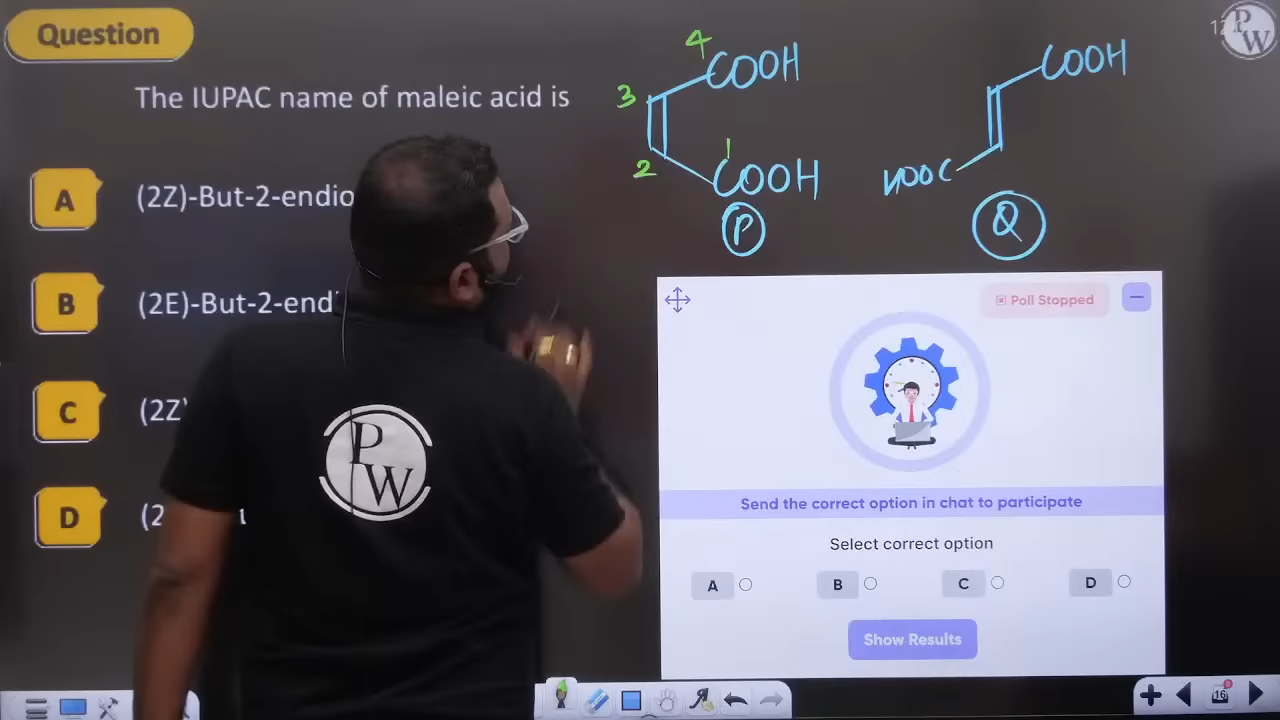 Question
The IUPAC name of maleic acid is
A
(2Z)-But-2-endio
B
(2E)-But-2-end
C
(2Z)
D
(2
4
COOH
3
2
1
COOH
P
COOH
HOOC
Q
P
W
Poll Stopped
Send the correct option in chat to participate
Select correct option
A
B
C
D
Show Results
P
W
16